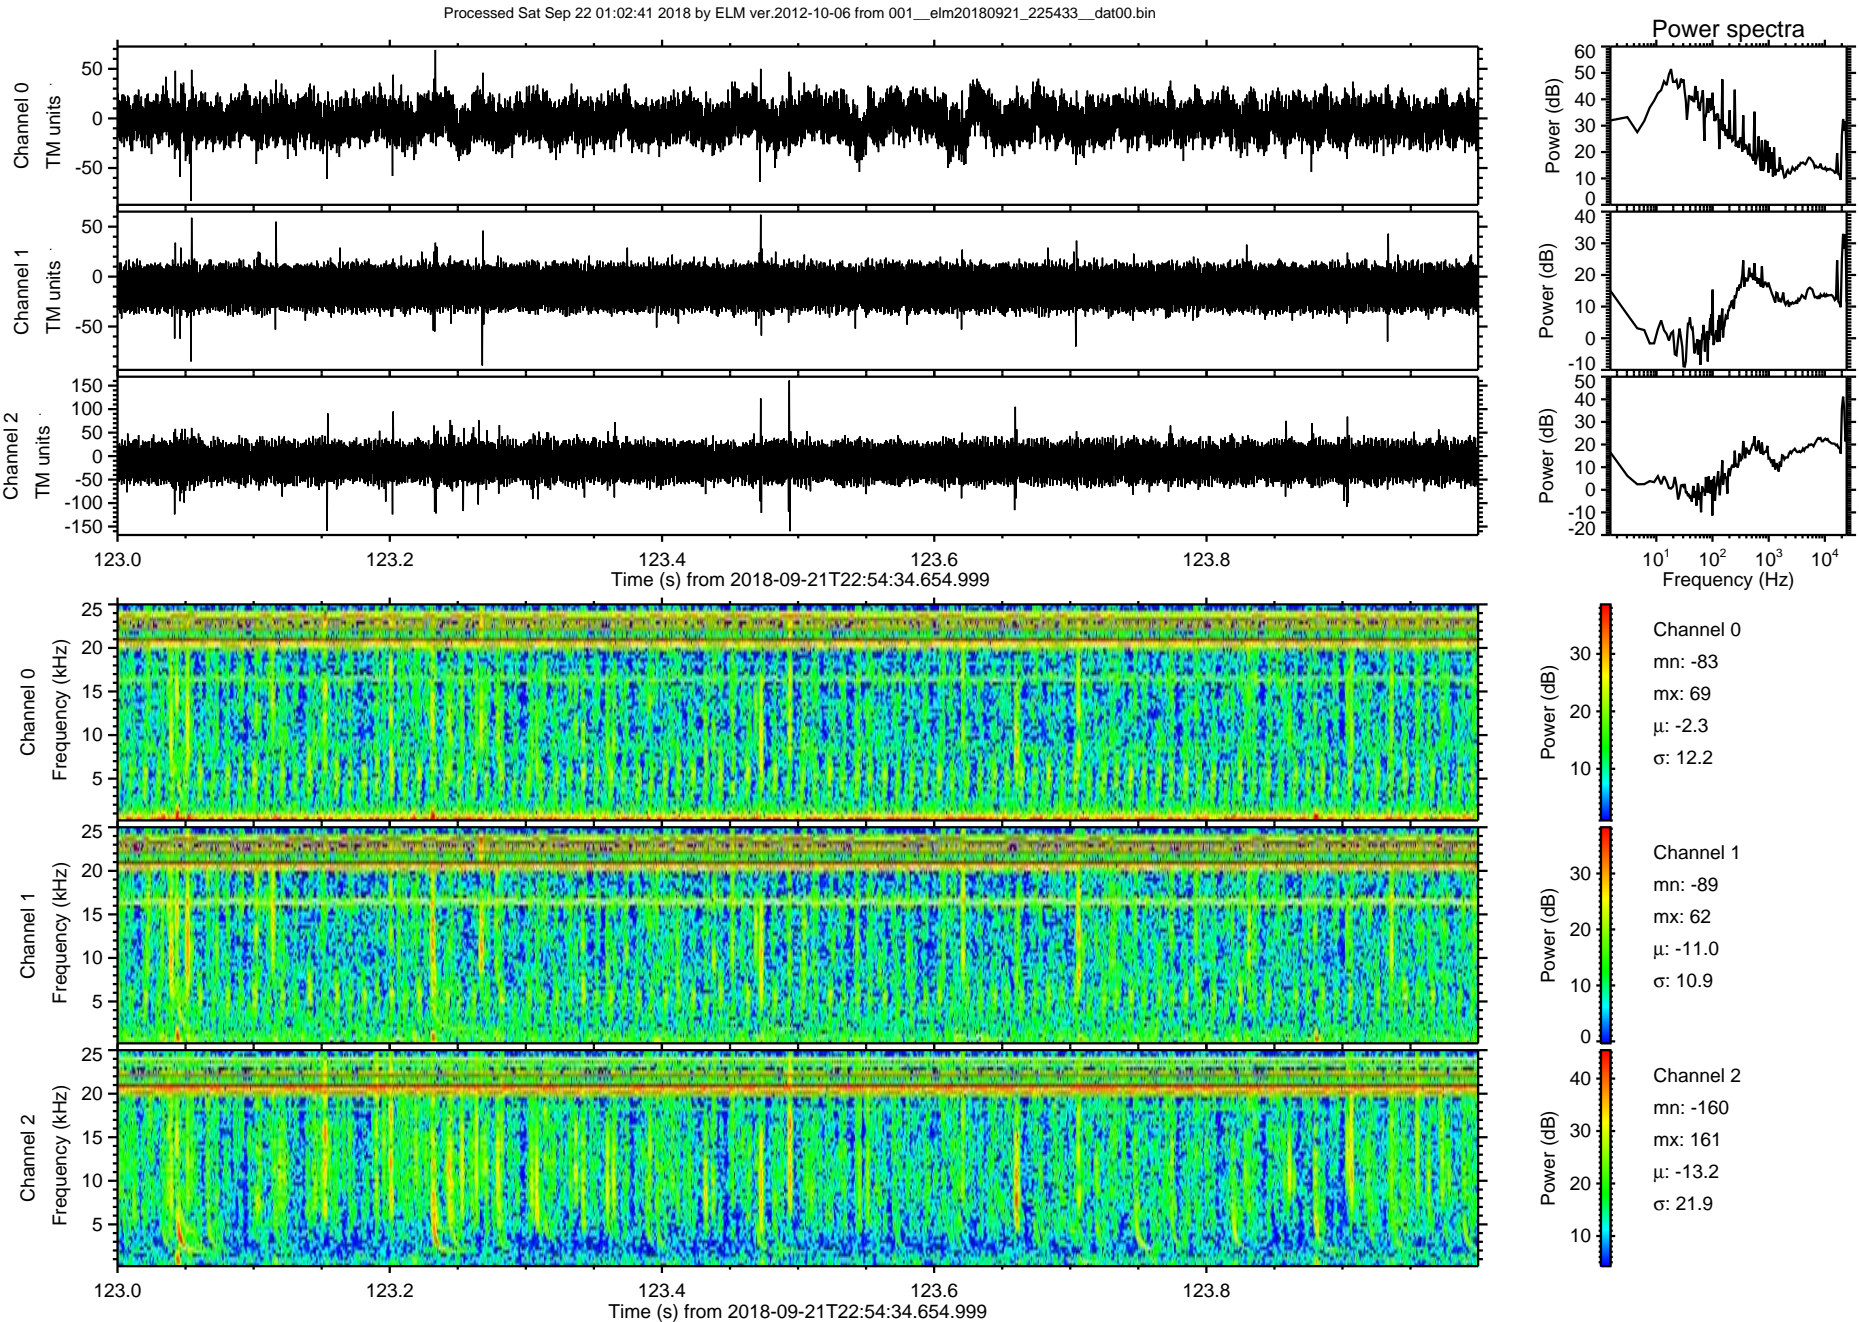 Processed Sat Sep 22 01:02:41 2018 by ELM ver.2012-10-06 from 001__elm20180921_225433__dat00.bin
Power spectra
Channel 0
TM units
50
0
-50
Power (dB)
60
50
40
30
20
10
0
Channel 1
TM units
50
0
-50
Power (dB)
40
30
20
10
0
-10
Channel 2
TM units
150
100
50
0
-50
-100
-150
Power (dB)
50
40
30
20
10
0
-10
-20
123.0 123.2 123.4 123.6 123.8
Time (s) from 2018-09-21T22:54:34.654.999
10^1 10^2 10^3 10^4
Frequency (Hz)
Channel 0
Frequency (kHz)
25
20
15
10
5
Power (dB)
30
20
10
Channel 0
mn: -83
mx: 69
μ: -2.3
σ: 12.2
Channel 1
Frequency (kHz)
25
20
15
10
5
Power (dB)
30
20
10
0
Channel 1
mn: -89
mx: 62
μ: -11.0
σ: 10.9
Channel 2
Frequency (kHz)
25
20
15
10
5
Power (dB)
40
30
20
10
Channel 2
mn: -160
mx: 161
μ: -13.2
σ: 21.9
123.0 123.2 123.4 123.6 123.8
Time (s) from 2018-09-21T22:54:34.654.999